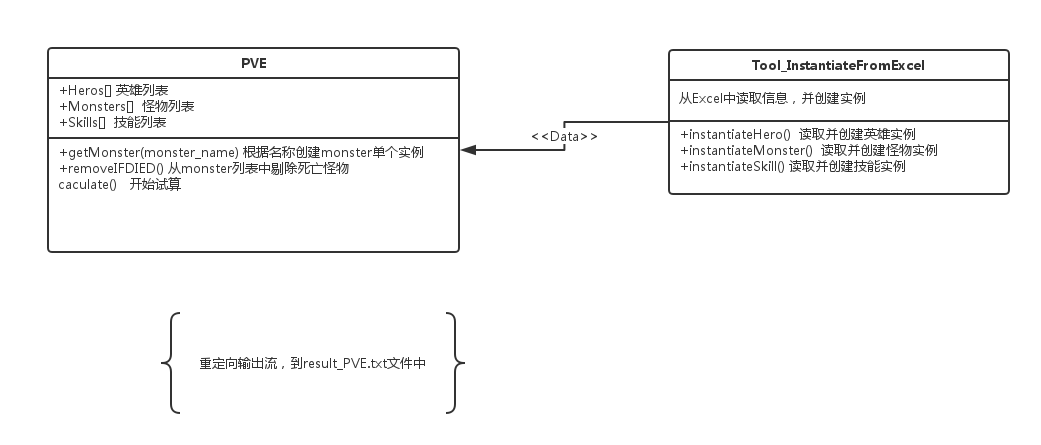 PVE
+Heros[] 英雄列表
+Monsters[] 怪物列表
+Skills[] 技能列表
+getMonster(monster_name) 根据名称创建monster单个实例
+removeIFDIED() 从monster列表中剔除死亡怪物
caculate() 开始试算
<<Data>>
Tool_InstantiateFromExcel
从Excel中读取信息，并创建实例
+instantiateHero() 读取并创建英雄实例
+instantiateMonster() 读取并创建怪物实例
+instantiateSkill() 读取并创建技能实例
重定向输出流，到result_PVE.txt文件中